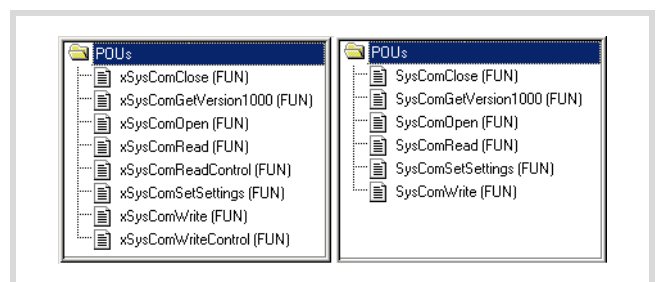 POUs
xSysComClose (FUN)
xSysComGetVersion1000 (FUN)
xSysComOpen (FUN)
xSysComRead (FUN)
xSysComReadControl (FUN)
xSysComSetSettings (FUN)
xSysComWrite (FUN)
xSysComWriteControl (FUN)
POUs
SysComClose (FUN)
SysComGetVersion1000 (FUN)
SysComOpen (FUN)
SysComRead (FUN)
SysComSetSettings (FUN)
SysComWrite (FUN)